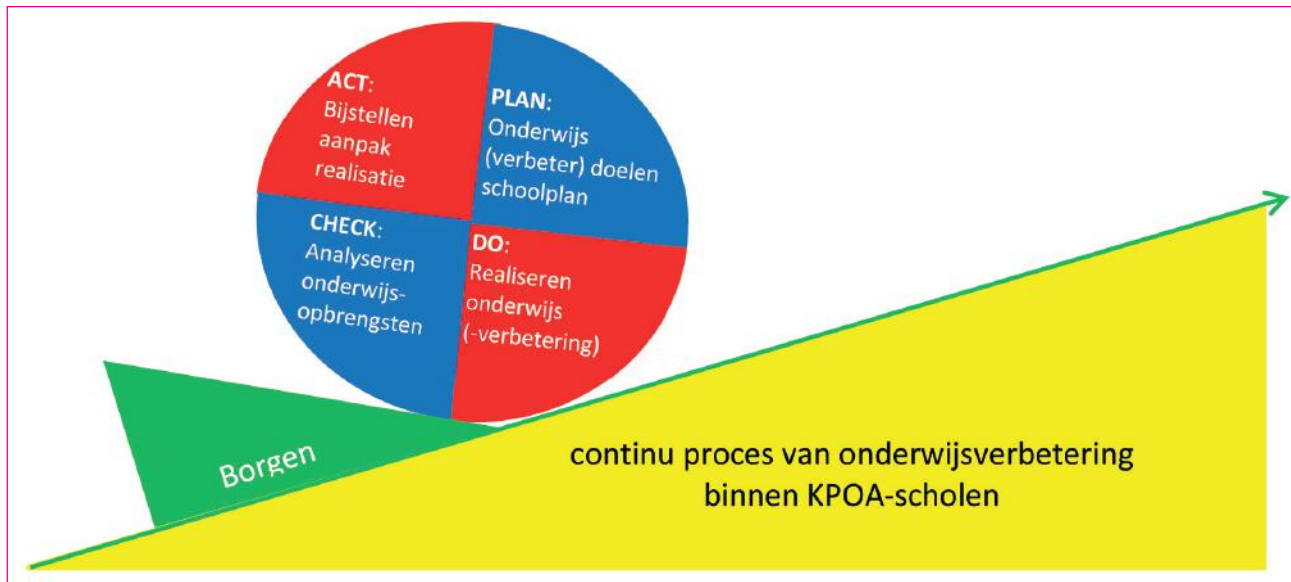 ACT:
Bijstellen
aanpak
realisatie
PLAN:
Onderwijs
(verbeter) doelen
schoolplan
CHECK:
Analyseren
onderwijs-
opbrengsten
DO:
Realiseren
onderwijs
(-verbetering)
Borgen
continu proces van onderwijsverbetering
binnen KPOA-scholen